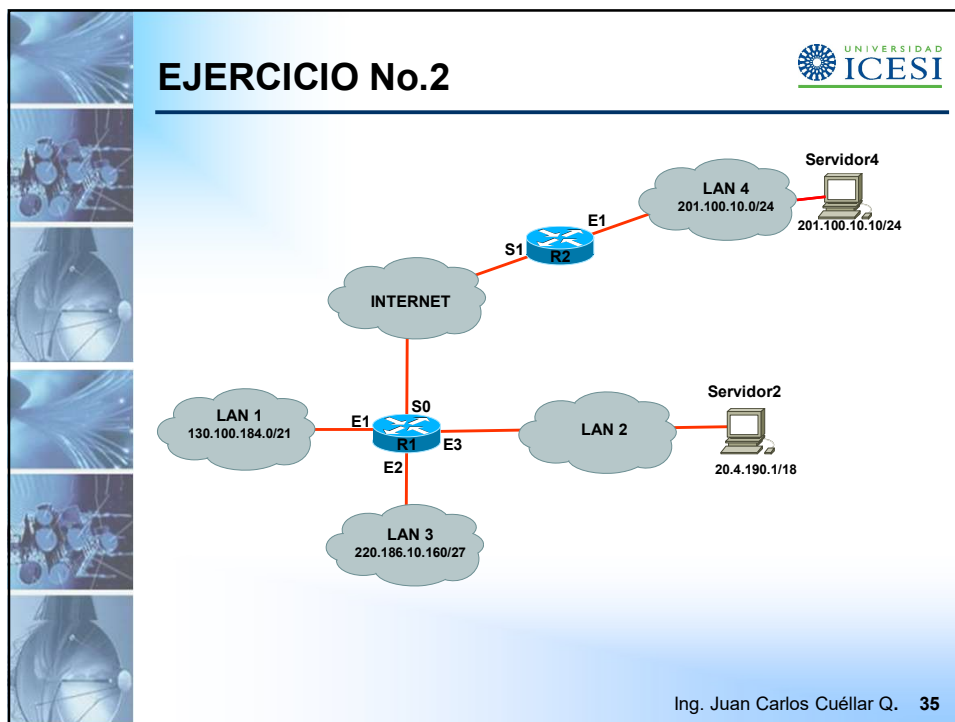 EJERCICIO No.2
UNIVERSIDAD
ICESI
Servidor4
LAN 4
201.100.10.0/24
201.100.10.10/24
E1
S1
R2
INTERNET
Servidor2
LAN 1
130.100.184.0/21
E1
S0
R1
E3
E2
LAN 2
20.4.190.1/18
LAN 3
220.186.10.160/27
Ing. Juan Carlos Cuéllar Q. 35